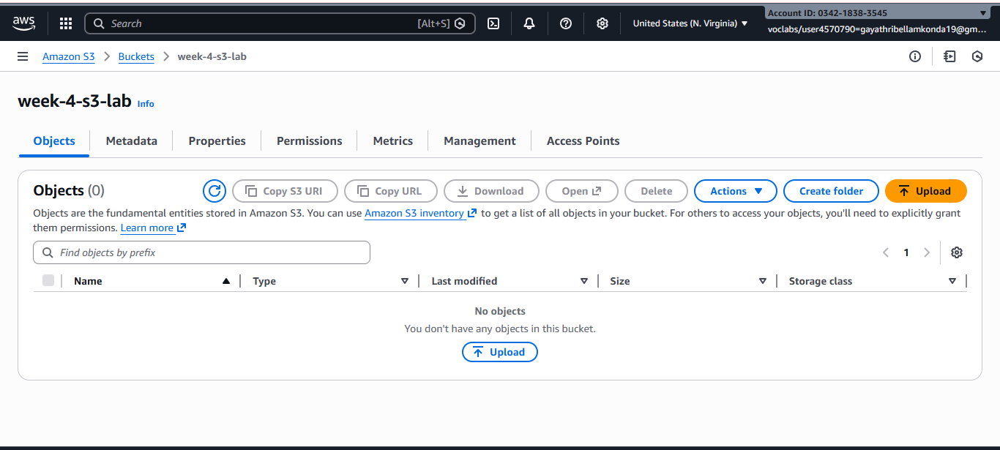 aws
Search [Alt+S]
United States (N. Virginia)
Account ID: 0342-1838-3545
voclabs/user4570790=gayathribellamkonda19@gm...
Amazon S3 > Buckets > week-4-s3-lab
week-4-s3-lab Info
Objects Metadata Properties Permissions Metrics Management Access Points
Objects (0) Copy S3 URI Copy URL Download Open Delete Actions Create folder Upload
Objects are the fundamental entities stored in Amazon S3. You can use Amazon S3 inventory to get a list of all objects in your bucket. For others to access your objects, you'll need to explicitly grant
them permissions. Learn more
Find objects by prefix
1
Name Type Last modified Size Storage class
No objects
You don't have any objects in this bucket.
Upload